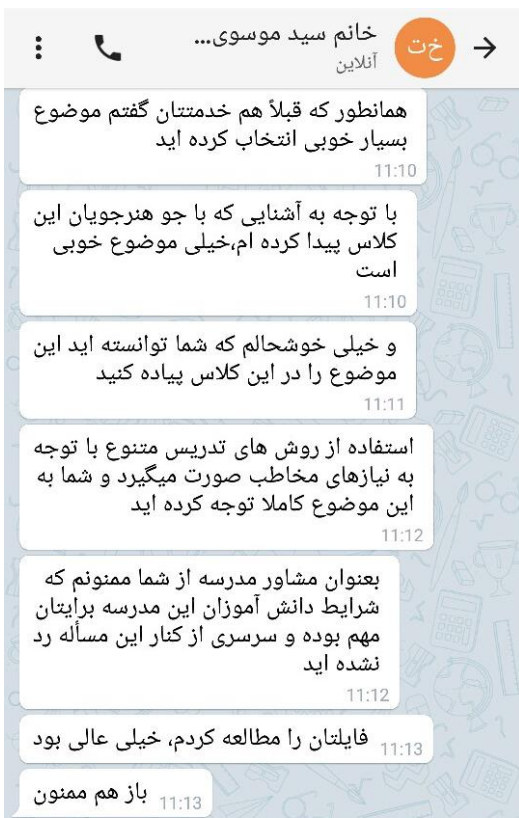 خانم سید موسوی...
آنلاین
خ‌ت
همانطور که قبلاً هم خدمتتان گفتم موضوع
بسیار خوبی انتخاب کرده اید
11:10
با توجه به آشنایی که با جو هنرجویان این
کلاس پیدا کرده ام،خیلی موضوع خوبی
است
11:10
و خیلی خوشحالم که شما توانسته اید این
موضوع را در این کلاس پیاده کنید
11:11
استفاده از روش های تدریس متنوع با توجه
به نیازهای مخاطب صورت میگیرد و شما به
این موضوع کاملا توجه کرده اید
11:12
بعنوان مشاور مدرسه از شما ممنونم که
شرایط دانش آموزان این مدرسه برایتان
مهم بوده و سرسری از کنار این مسأله رد
نشده اید
11:12
فایلتان را مطالعه کردم، خیلی عالی بود 11:13
باز هم ممنون 11:13